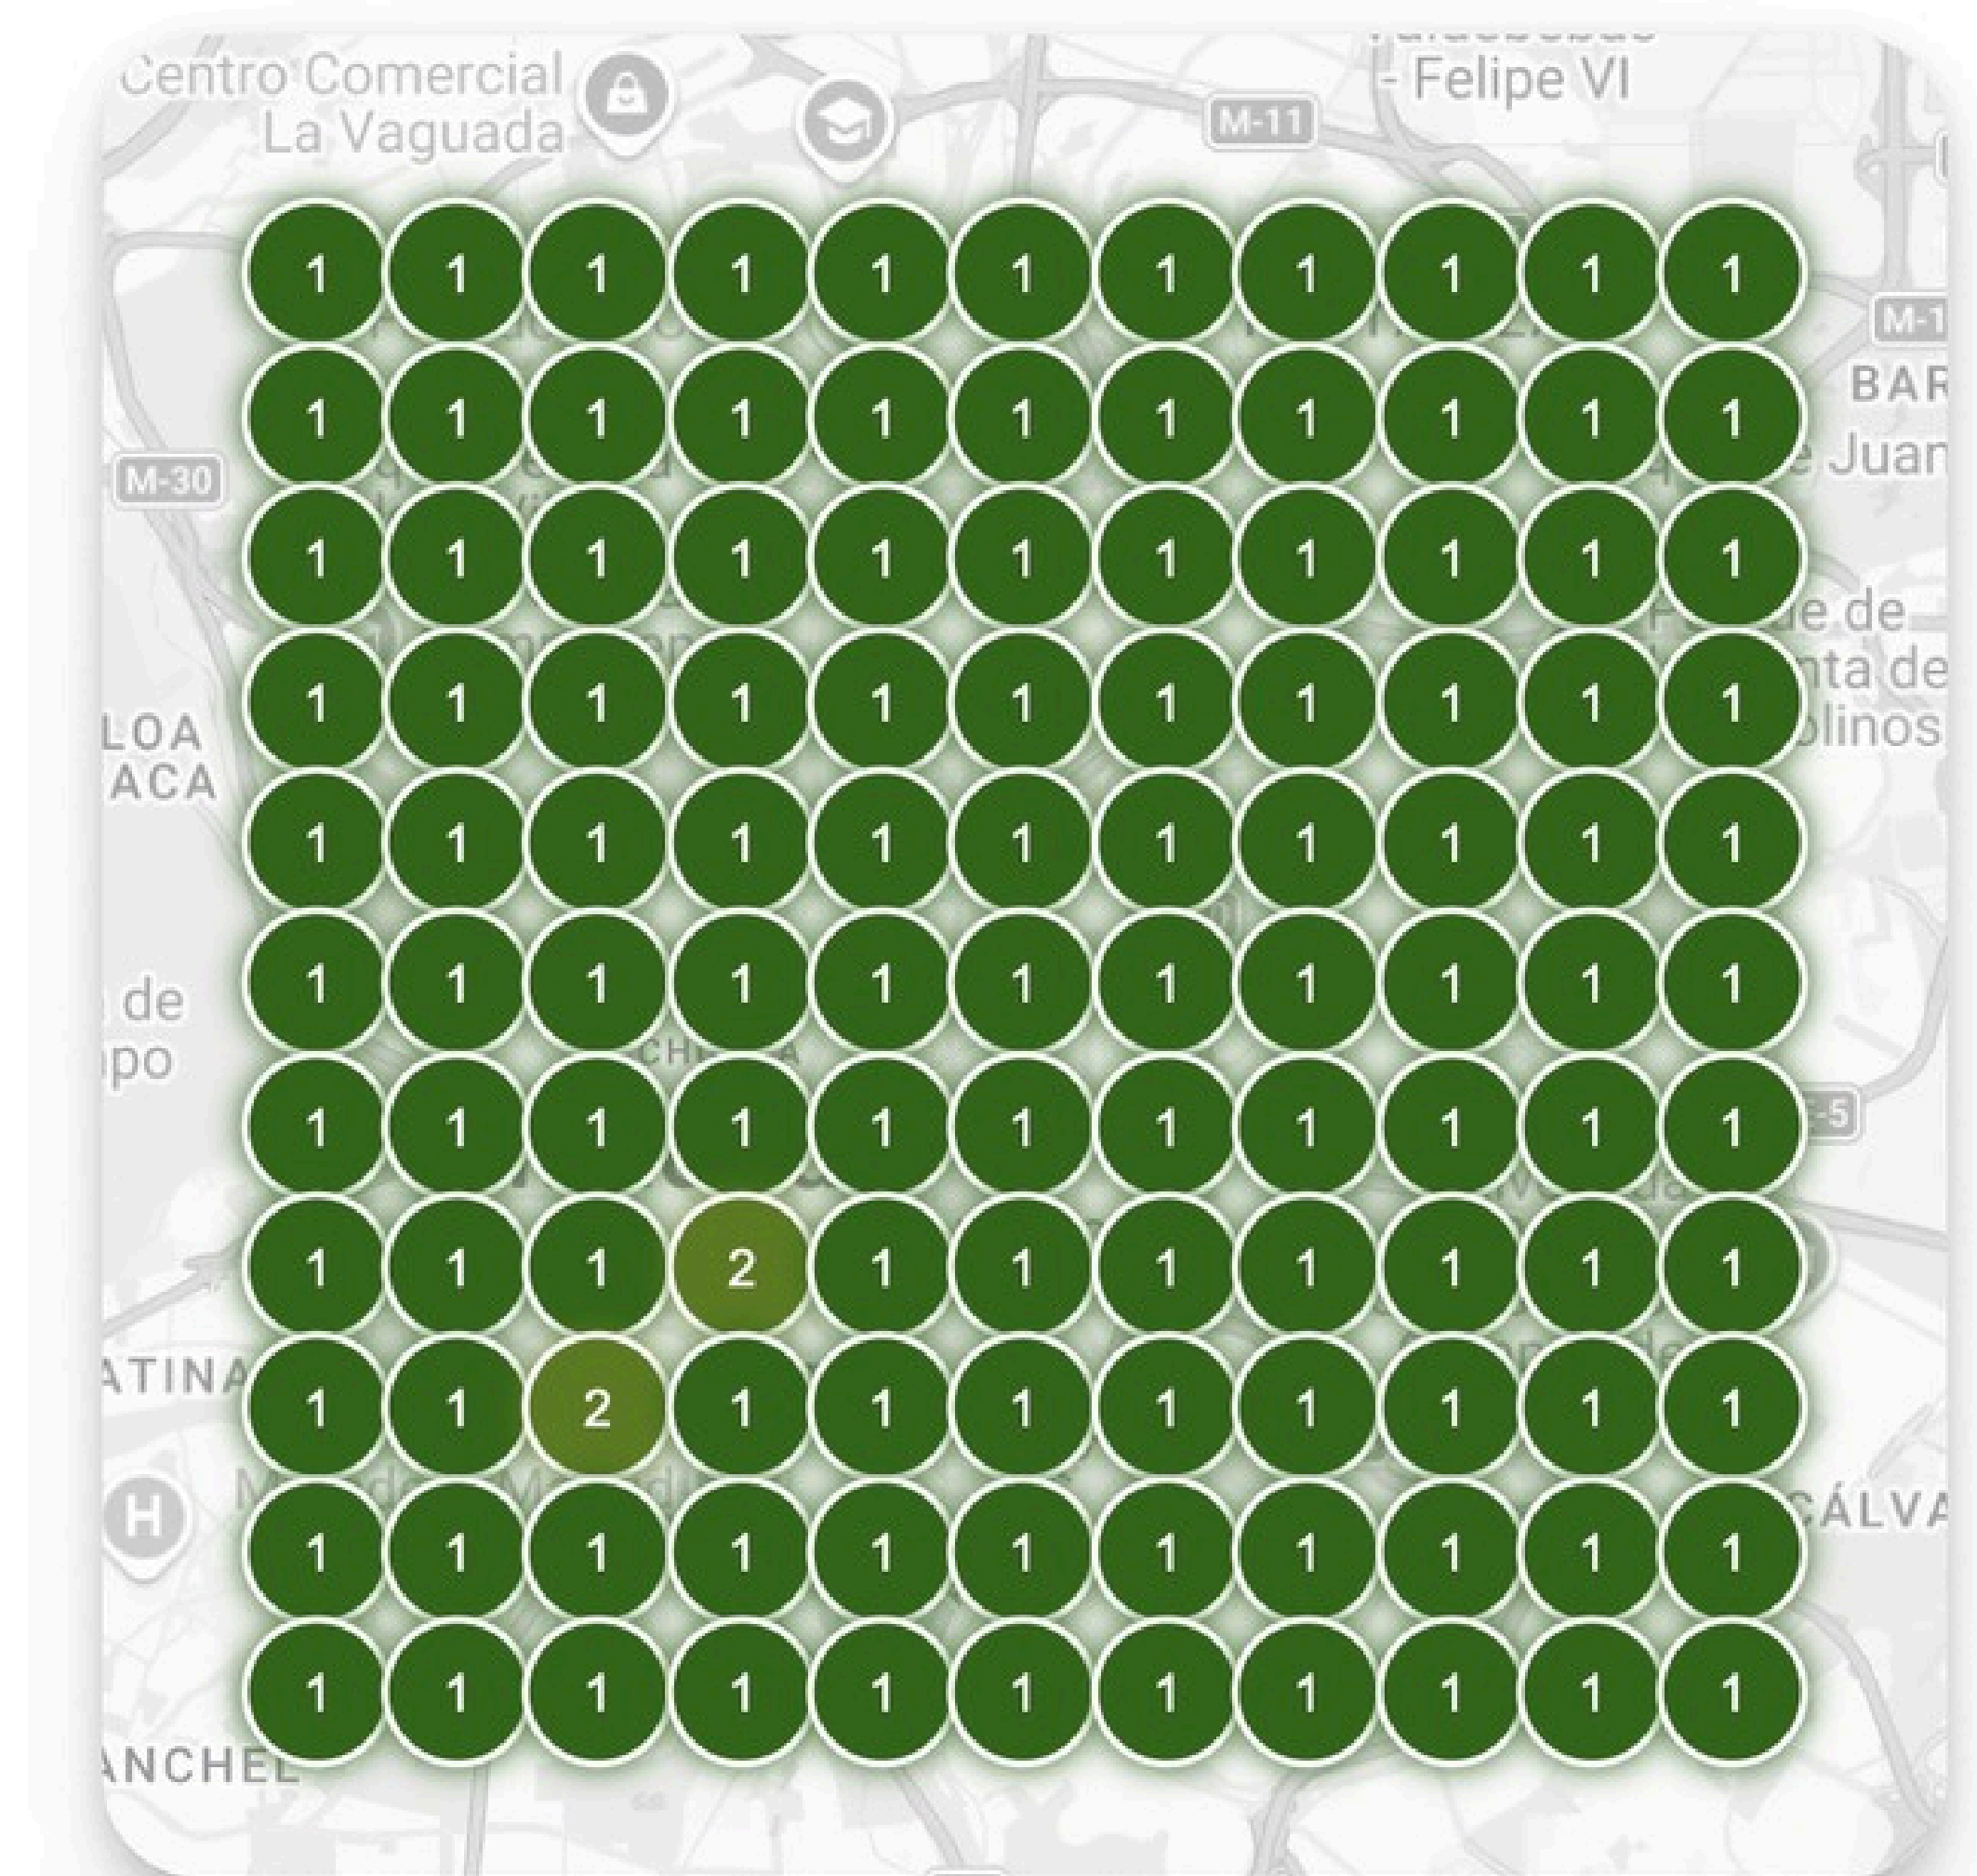 Centro Comercial
La Vaguada
- Felipe VI
M-11
1 1 1 1 1 1 1 1 1 1 1
M-1
1 1 1 1 1 1 1 1 1 1 1
BAR
M-30
Juan
1 1 1 1 1 1 1 1 1 1 1
de
1 1 1 1 1 1 1 1 1 1 1
nta de
LOA
olinos
ACA
1 1 1 1 1 1 1 1 1 1 1
1 1 1 1 1 1 1 1 1 1 1
de
po
1 1 1 1 1 1 1 1 1 1 1
-5
1 1 1 2 1 1 1 1 1 1 1
ATINA
1 1 2 1 1 1 1 1 1 1 1
H
CÁLVA
1 1 1 1 1 1 1 1 1 1 1
1 1 1 1 1 1 1 1 1 1 1
ANCHEL